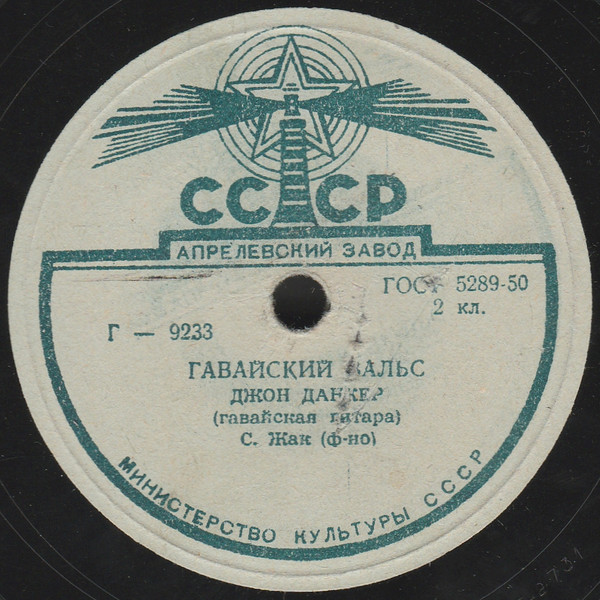 СССР
АПРЕЛЕВСКИЙ ЗАВОД
ГОСТ 5289-50
2 кл.
Г — 9233
ГАВАЙСКИЙ ВАЛЬС
ДЖОН ДАНКЕР
(гавайская гитара)
С. Жак (ф-но)
МИНИСТЕРСТВО КУЛЬТУРЫ СССР